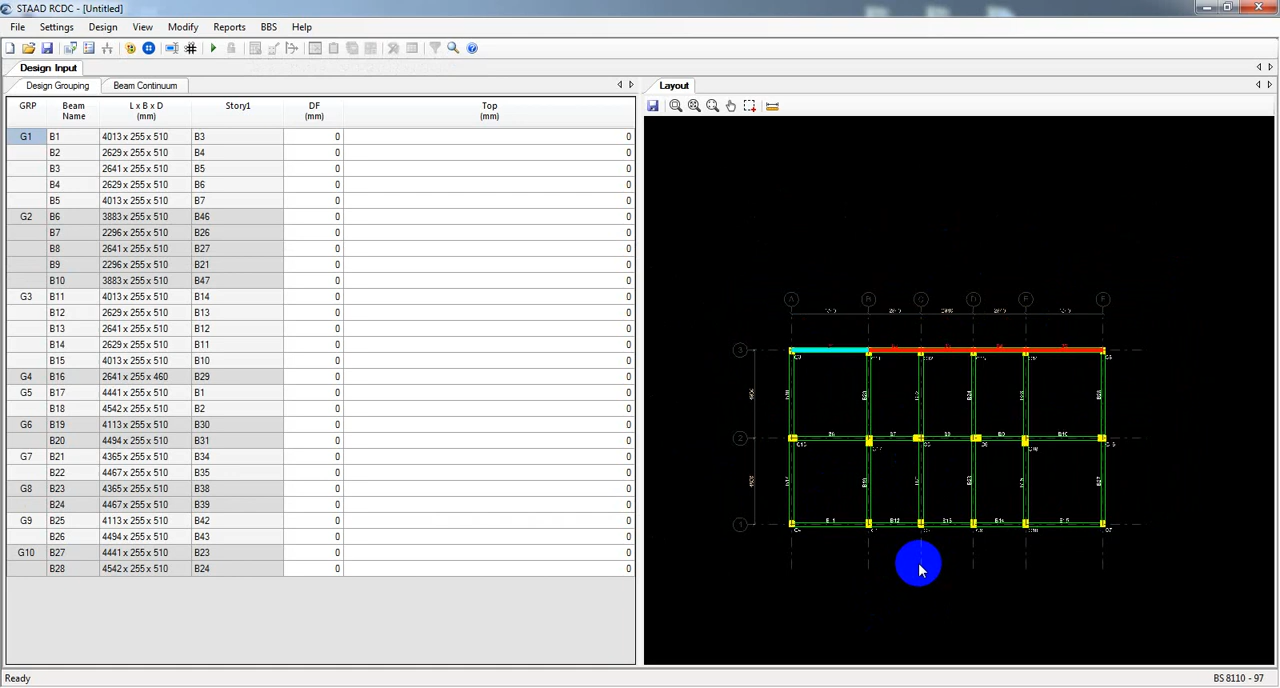 STAAD RCDC - [Untitled]
File Settings Design View Modify Reports BBS Help
Design Input
Design Grouping Beam Continuum
GRP Beam Name L x B x D (mm) Story1 DF (mm) Top (mm)
G1 B1 4013 x 255 x 510 B3 0 0
B2 2629 x 255 x 510 B4 0 0
B3 2641 x 255 x 510 B5 0 0
B4 2629 x 255 x 510 B6 0 0
B5 4013 x 255 x 510 B7 0 0
G2 B6 3883 x 255 x 510 B46 0 0
B7 2296 x 255 x 510 B26 0 0
B8 2641 x 255 x 510 B27 0 0
B9 2296 x 255 x 510 B21 0 0
B10 3883 x 255 x 510 B47 0 0
G3 B11 4013 x 255 x 510 B14 0 0
B12 2629 x 255 x 510 B13 0 0
B13 2641 x 255 x 510 B12 0 0
B14 2629 x 255 x 510 B11 0 0
B15 4013 x 255 x 510 B10 0 0
G4 B16 2641 x 255 x 460 B29 0 0
G5 B17 4441 x 255 x 510 B1 0 0
B18 4542 x 255 x 510 B2 0 0
G6 B19 4113 x 255 x 510 B30 0 0
B20 4494 x 255 x 510 B31 0 0
G7 B21 4365 x 255 x 510 B34 0 0
B22 4467 x 255 x 510 B35 0 0
G8 B23 4365 x 255 x 510 B38 0 0
B24 4467 x 255 x 510 B39 0 0
G9 B25 4113 x 255 x 510 B42 0 0
B26 4494 x 255 x 510 B43 0 0
G10 B27 4441 x 255 x 510 B23 0 0
B28 4542 x 255 x 510 B24 0 0
Layout
A B C D E
3
2
1
B11 B12 B13 B14 B15
Ready
BS 8110 - 97